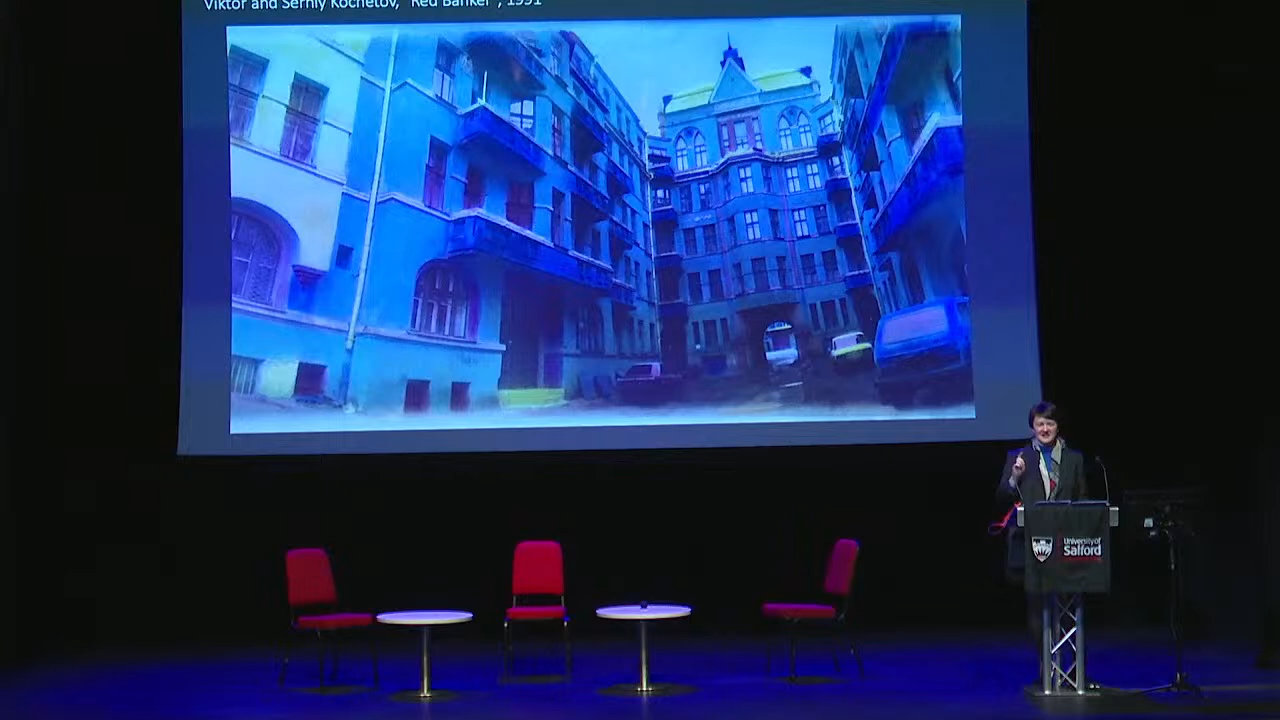 Viktor and Serhiy Kochetov, "Red Banker", 1991
University of
Salford